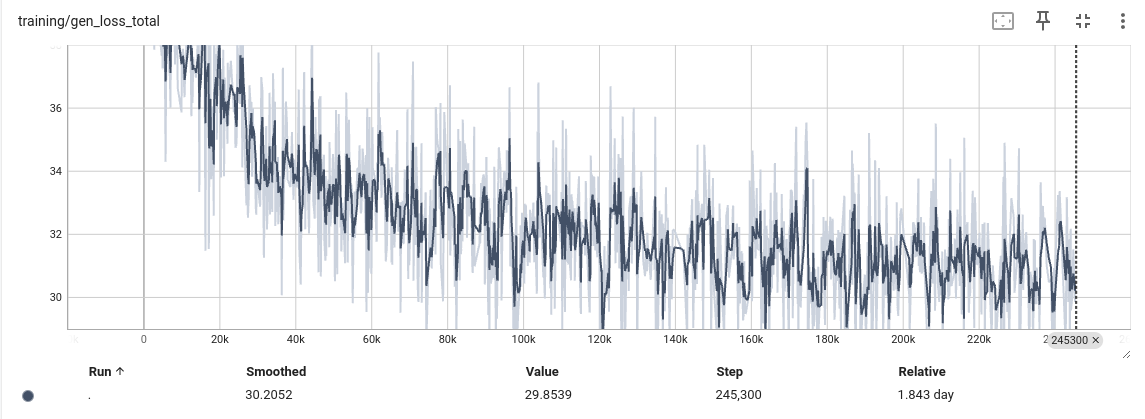 training/gen_loss_total
36
34
32
30
0 20k 40k 60k 80k 100k 120k 140k 160k 180k 200k 220k 245300 ×
Run ↑ Smoothed Value Step Relative
. 30.2052 29.8539 245,300 1.843 day